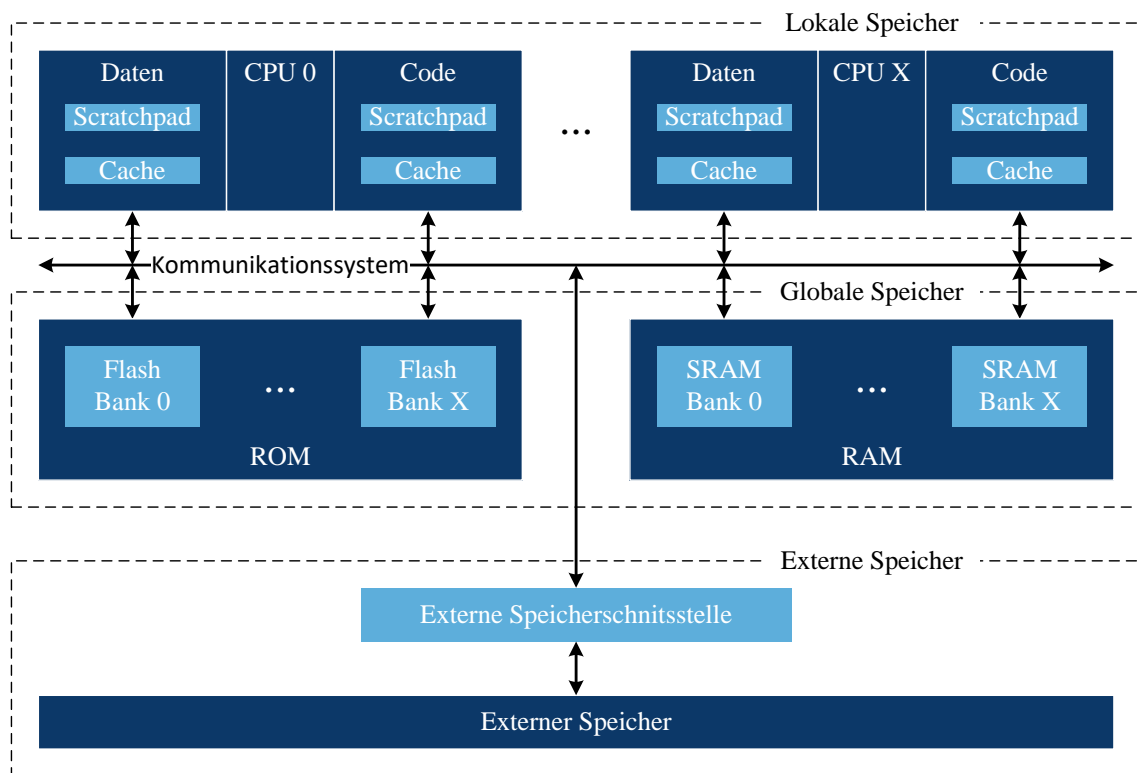 Lokale Speicher
Daten CPU 0 Code
Scratchpad Scratchpad
Cache Cache
...
Daten CPU X Code
Scratchpad Scratchpad
Cache Cache
Kommunikationssystem
Globale Speicher
Flash
Bank 0
...
Flash
Bank X
ROM
SRAM
Bank 0
...
SRAM
Bank X
RAM
Externe Speicher
Externe Speicherschnitsstelle
Externer Speicher